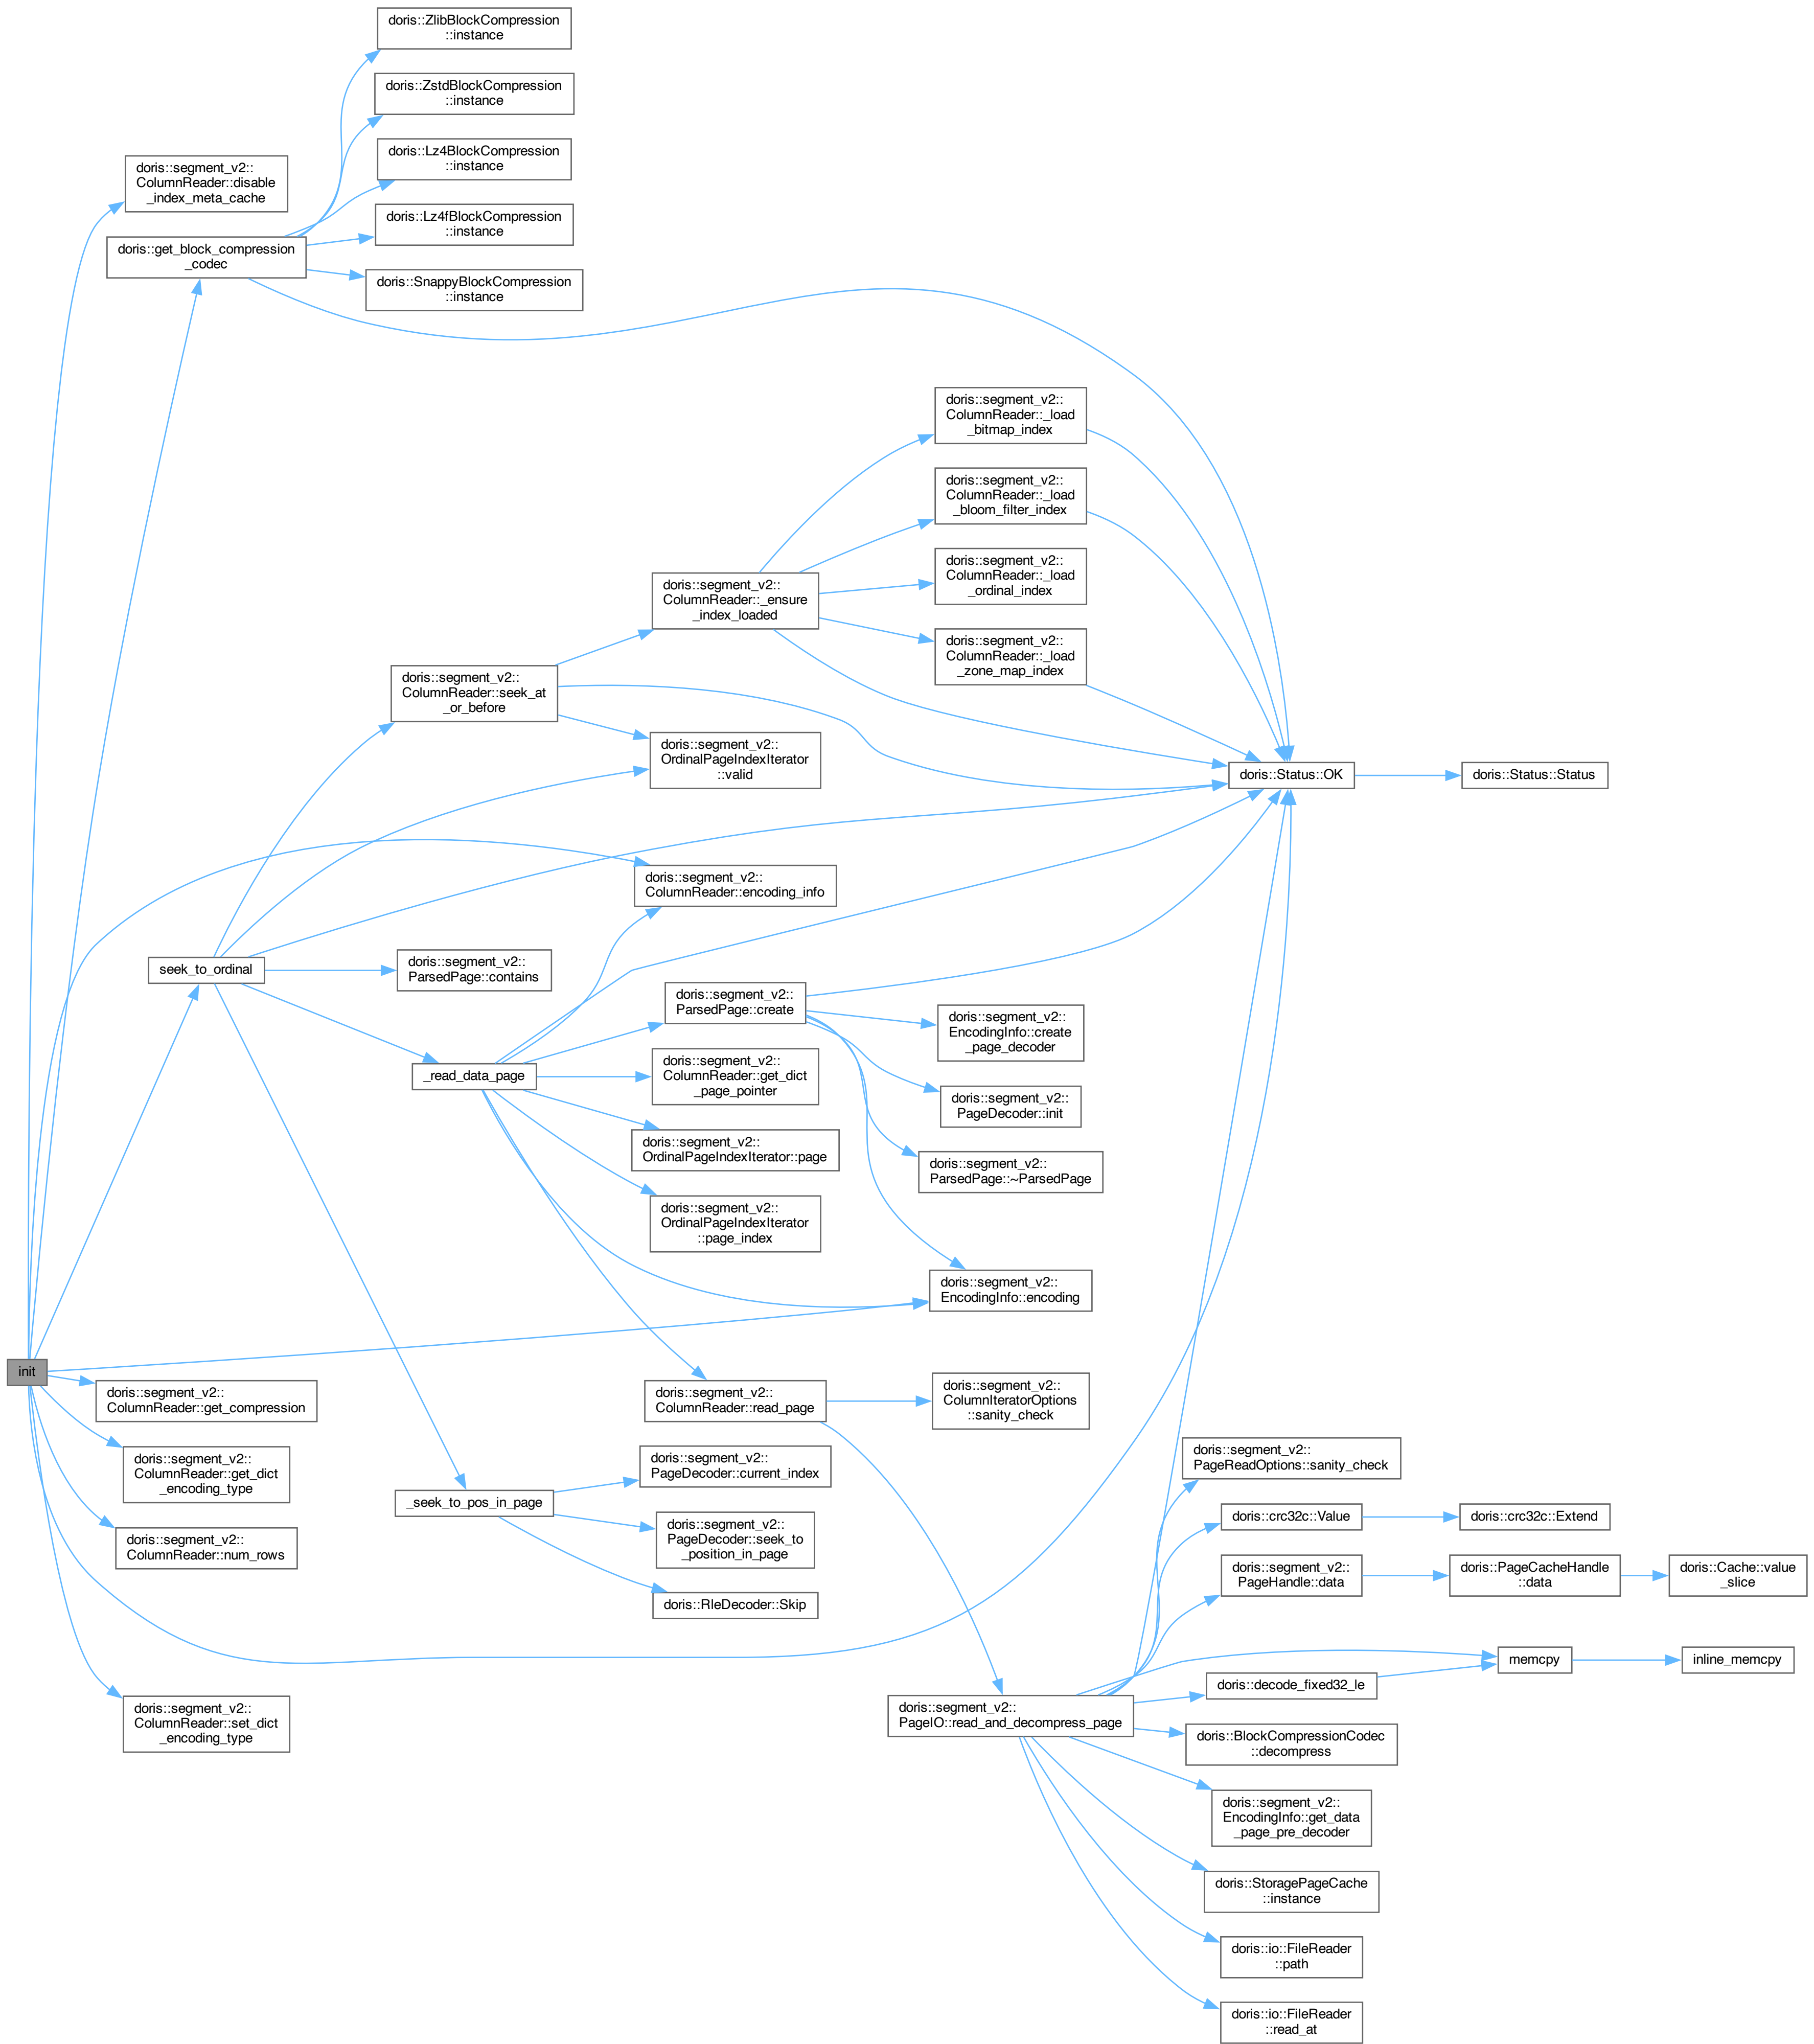 doris::ZlibBlockCompression
::instance
doris::ZstdBlockCompression
::instance
doris::Lz4BlockCompression
::instance
doris::segment_v2::
ColumnReader::disable
_index_meta_cache
doris::Lz4fBlockCompression
::instance
doris::get_block_compression
_codec
doris::SnappyBlockCompression
::instance
doris::segment_v2::
ColumnReader::_load
_bitmap_index
doris::segment_v2::
ColumnReader::_load
_bloom_filter_index
doris::segment_v2::
ColumnReader::_load
_ordinal_index
doris::segment_v2::
ColumnReader::_ensure
_index_loaded
doris::segment_v2::
ColumnReader::_load
_zone_map_index
doris::segment_v2::
ColumnReader::seek_at
_or_before
doris::segment_v2::
OrdinalPageIndexIterator
::valid
doris::Status::OK
doris::Status::Status
doris::segment_v2::
ColumnReader::encoding_info
seek_to_ordinal
doris::segment_v2::
ParsedPage::contains
doris::segment_v2::
ParsedPage::create
doris::segment_v2::
EncodingInfo::create
_page_decoder
_read_data_page
doris::segment_v2::
ColumnReader::get_dict
_page_pointer
doris::segment_v2::
PageDecoder::init
doris::segment_v2::
OrdinalPageIndexIterator::page
doris::segment_v2::
ParsedPage::~ParsedPage
doris::segment_v2::
OrdinalPageIndexIterator
::page_index
doris::segment_v2::
EncodingInfo::encoding
init
doris::segment_v2::
ColumnReader::get_compression
doris::segment_v2::
ColumnReader::read_page
doris::segment_v2::
ColumnIteratorOptions
::sanity_check
doris::segment_v2::
ColumnReader::get_dict
_encoding_type
doris::segment_v2::
PageDecoder::current_index
doris::segment_v2::
PageReadOptions::sanity_check
_seek_to_pos_in_page
doris::segment_v2::
ColumnReader::num_rows
doris::segment_v2::
PageDecoder::seek_to
_position_in_page
doris::crc32c::Value
doris::crc32c::Extend
doris::segment_v2::
PageHandle::data
doris::PageCacheHandle
::data
doris::Cache::value
_slice
doris::RleDecoder::Skip
memcpy
inline_memcpy
doris::decode_fixed32_le
doris::segment_v2::
PageIO::read_and_decompress_page
doris::segment_v2::
ColumnReader::set_dict
_encoding_type
doris::BlockCompressionCodec
::decompress
doris::segment_v2::
EncodingInfo::get_data
_page_pre_decoder
doris::StoragePageCache
::instance
doris::io::FileReader
::path
doris::io::FileReader
::read_at